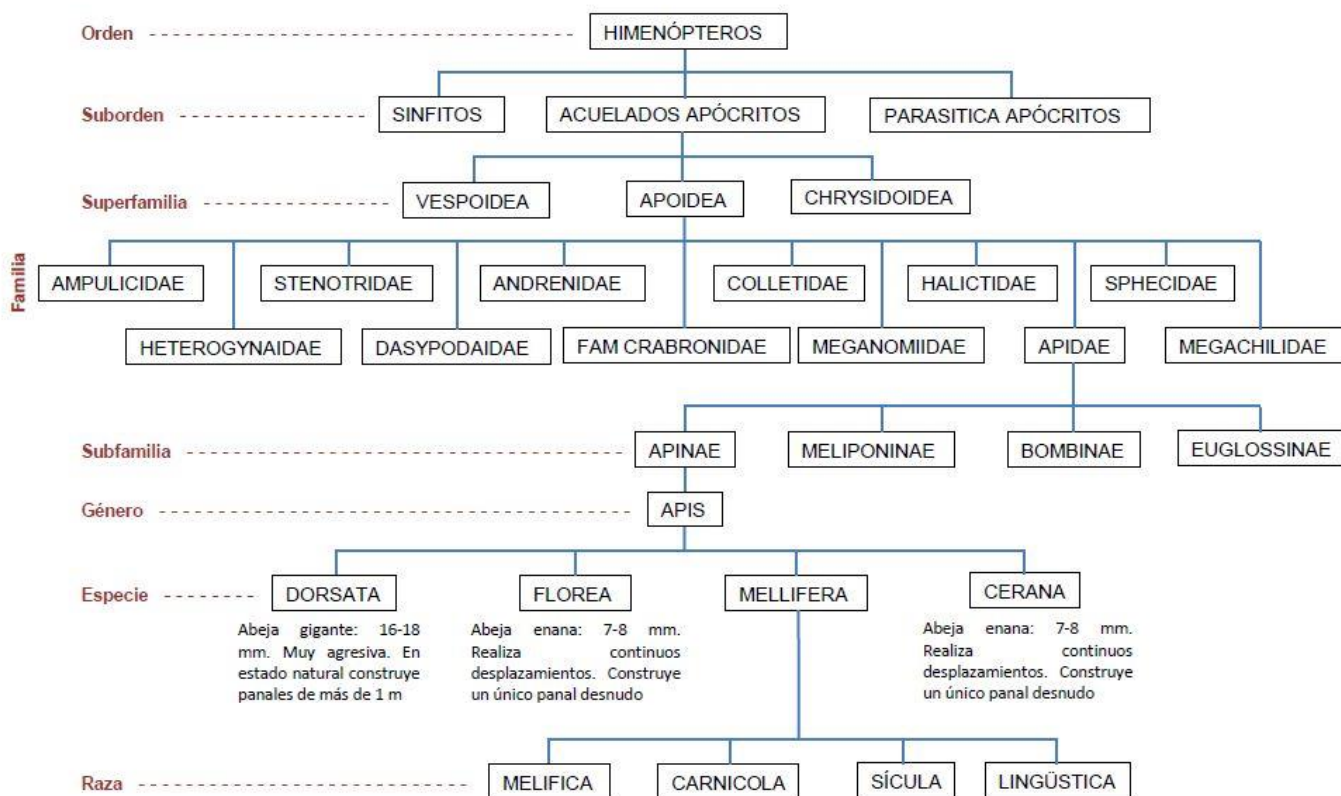 Orden
HIMENÓPTEROS
Suborden
SINFITOS
ACUELADOS APÓCRITOS
PARASITICA APÓCRITOS
Superfamilia
VESPOIDEA
APOIDEA
CHRYSIDOIDEA
Familia
AMPULICIDAE
STENOTRIDAE
ANDRENIDAE
COLLETIDAE
HALICTIDAE
SPHECIDAE
HETEROGYNAIDAE
DASYPODAIDAE
FAM CRABRONIDAE
MEGANOMIIDAE
APIDAE
MEGACHILIDAE
Subfamilia
APINAE
MELIPONINAE
BOMBINAE
EUGLOSSINAE
Género
APIS
Especie
DORSATA
FLOREA
MELLIFERA
CERANA
Abeja gigante: 16-18
mm. Muy agresiva. En
estado natural construye
panales de más de 1 m
Abeja enana: 7-8 mm.
Realiza continuos
desplazamientos. Construye
un único panal desnudo
Abeja enana: 7-8 mm.
Realiza continuos
desplazamientos. Construye
un único panal desnudo
Raza
MELIFICA
CARNICOLA
SÍCULA
LINGÜSTICA